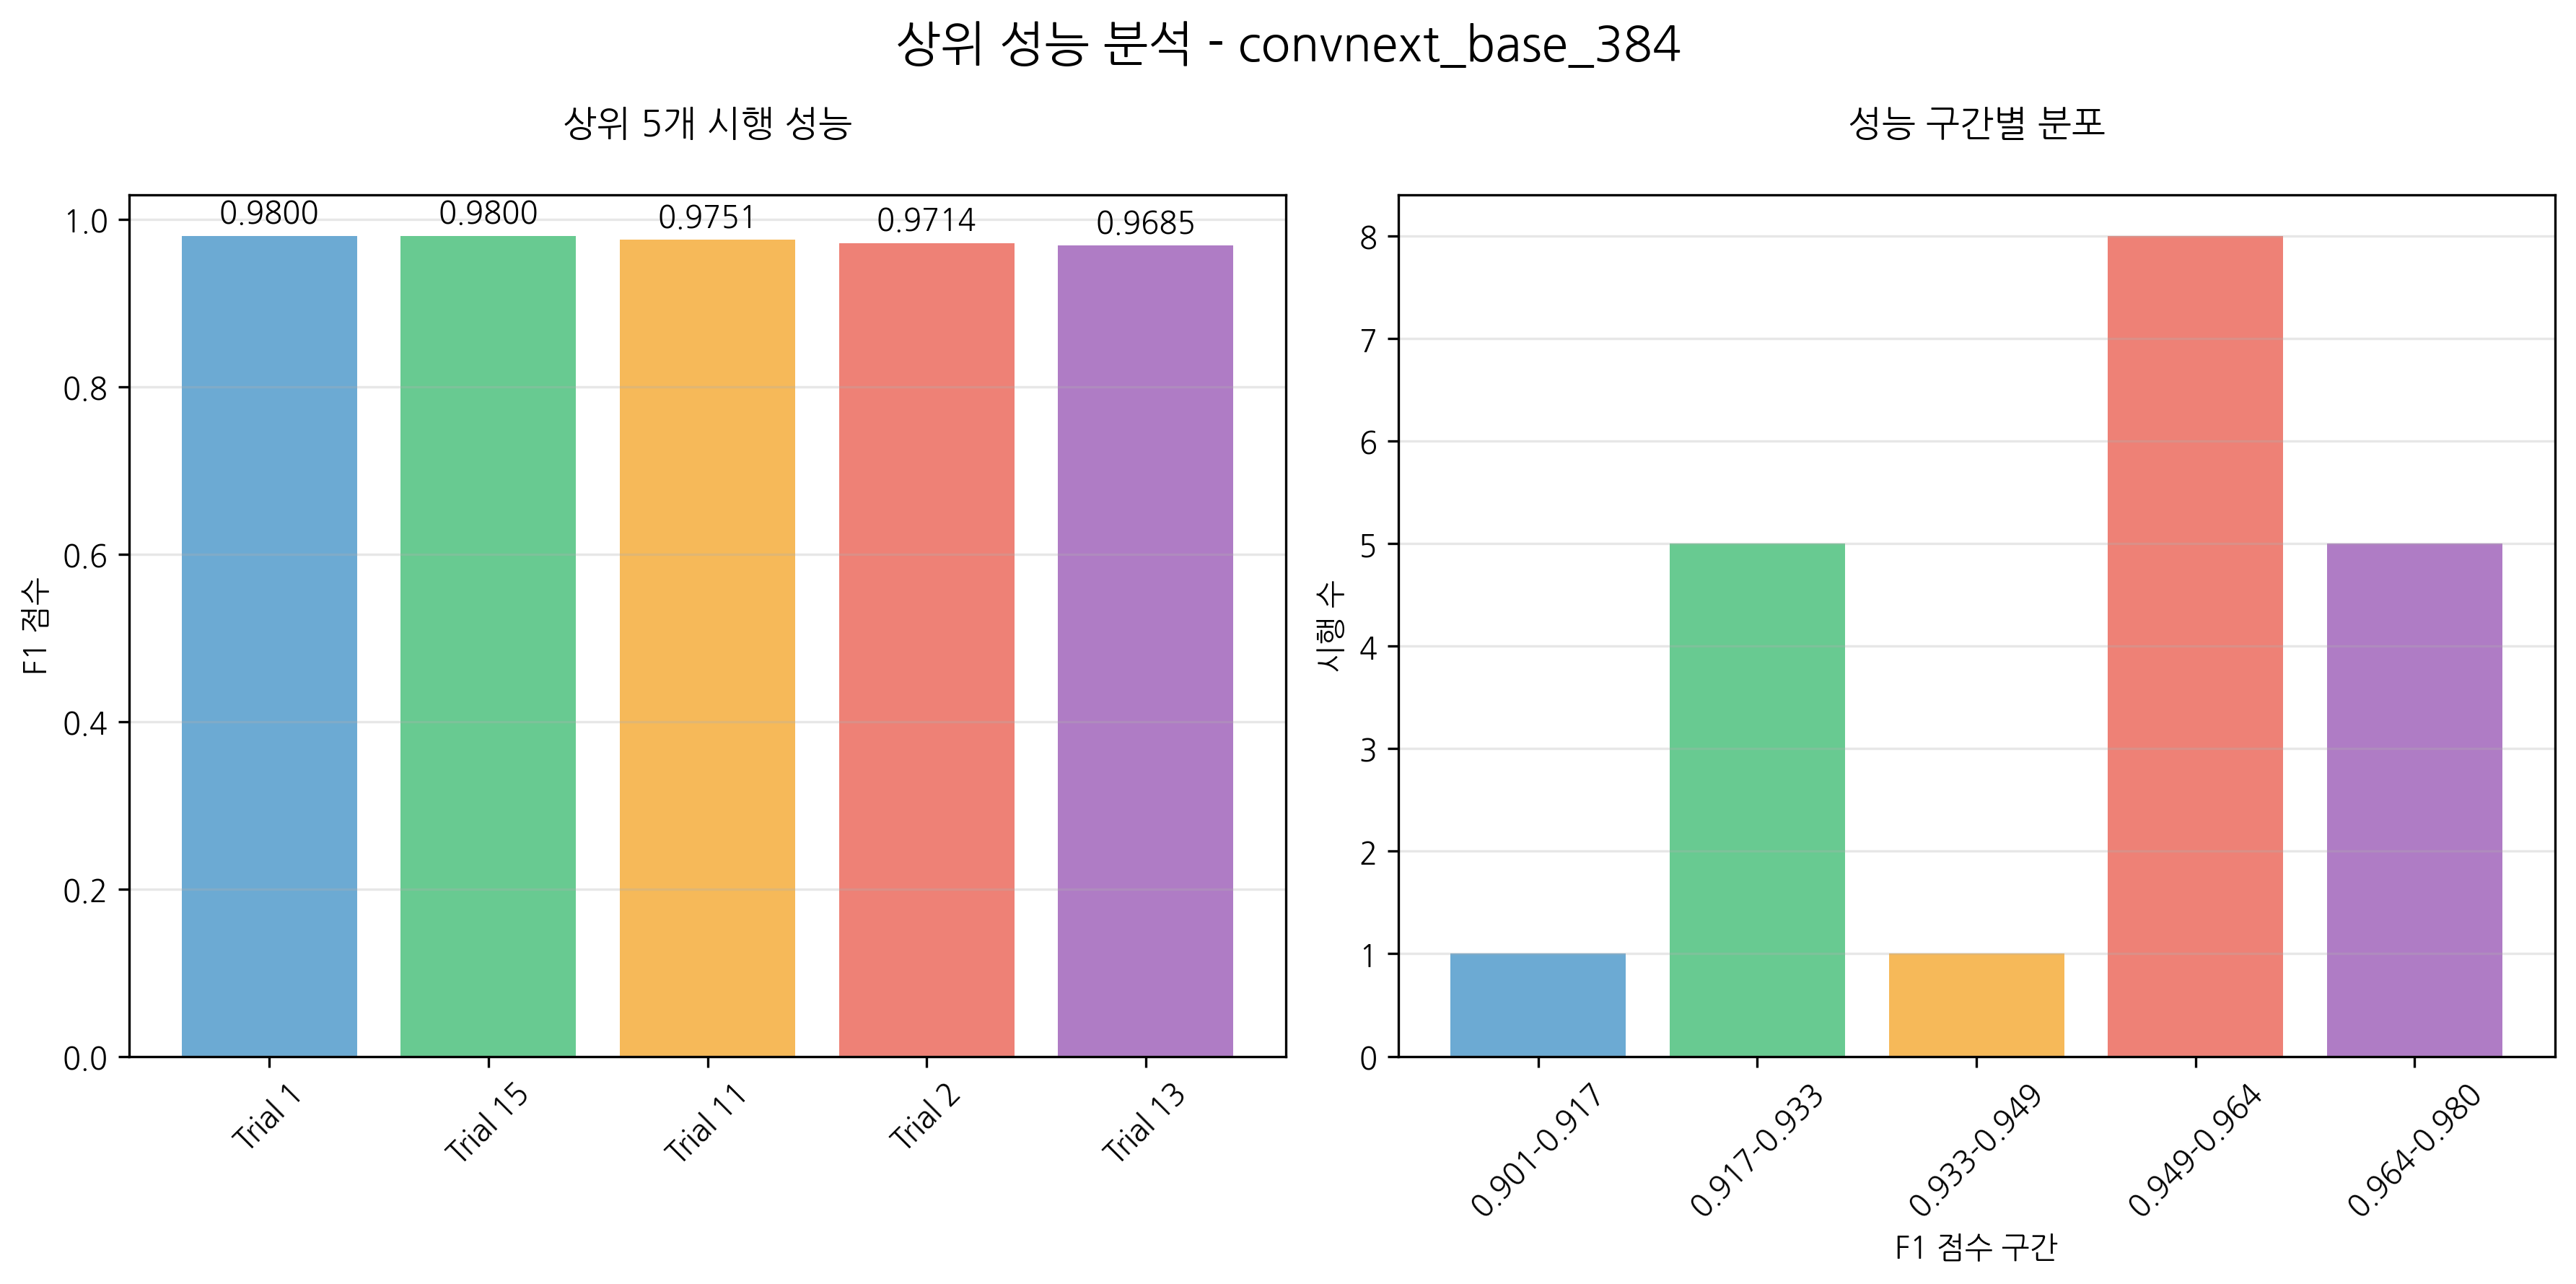 상위 성능 분석 - convnext_base_384
상위 5개 시행 성능
F1 점수
1.0
0.8
0.6
0.4
0.2
0.0
0.9800
0.9800
0.9751
0.9714
0.9685
Trial 1
Trial 15
Trial 11
Trial 2
Trial 13
성능 구간별 분포
시행 수
8
7
6
5
4
3
2
1
0
0.901-0.917
0.917-0.933
0.933-0.949
0.949-0.964
0.964-0.980
F1 점수 구간